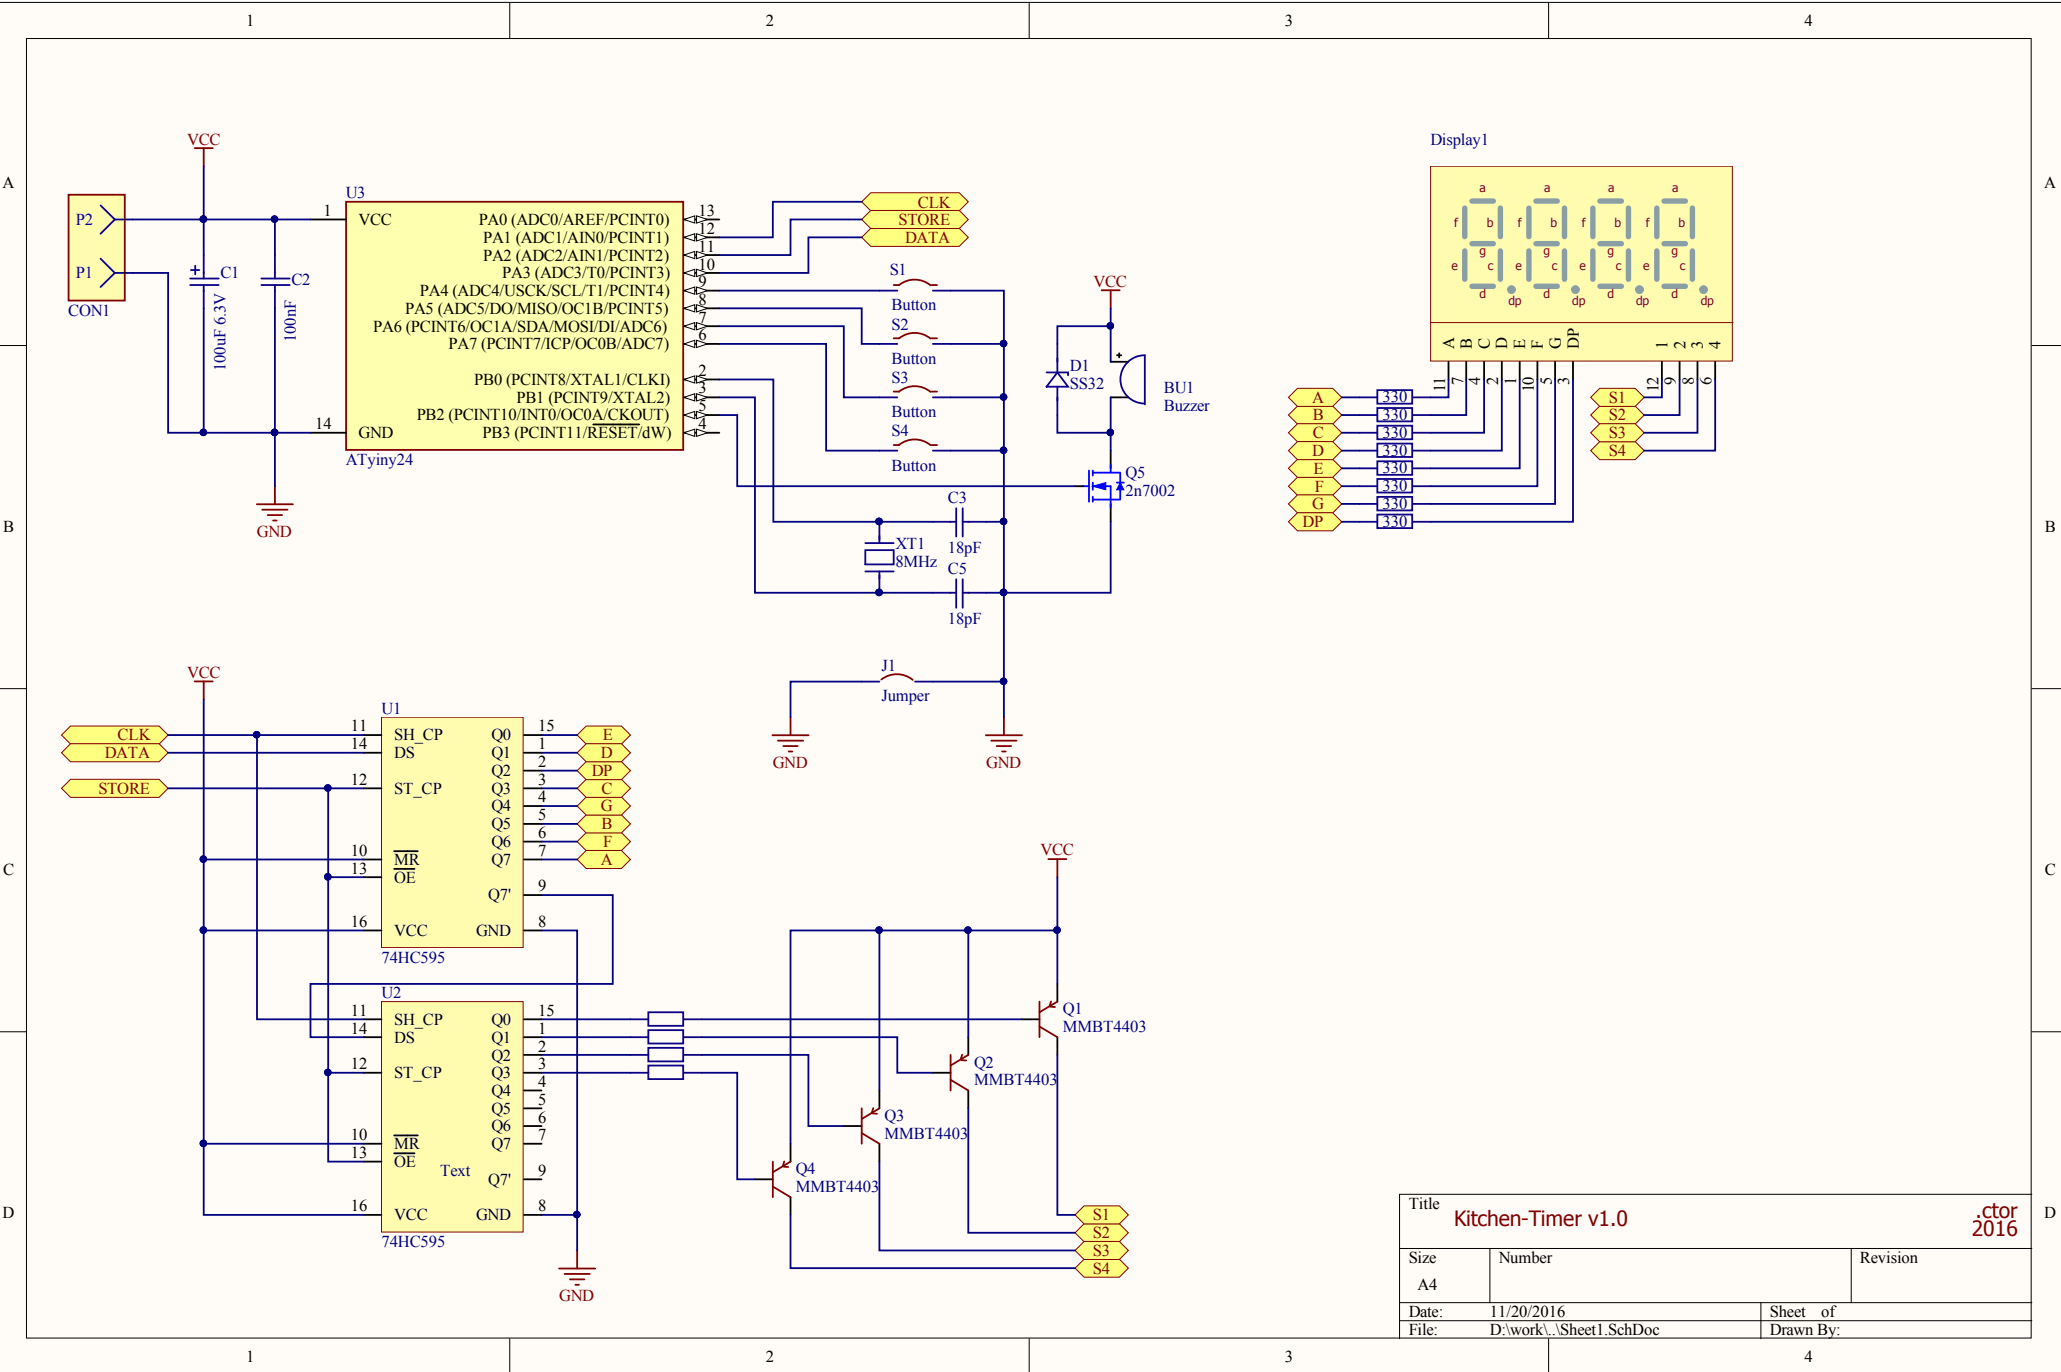 1 2 3 4
A
B
C
D
A
B
C
D
1 2 3 4
VCC
P2
P1
CON1
C1
100uF 6.3V
C2
100nF
GND
U3
1 VCC
14 GND
PA0 (ADC0/AREF/PCINT0) 13
PA1 (ADC1/AIN0/PCINT1) 12
PA2 (ADC2/AIN1/PCINT2) 11
PA3 (ADC3/T0/PCINT3) 10
PA4 (ADC4/USCK/SCL/T1/PCINT4) 9
PA5 (ADC5/DO/MISO/OC1B/PCINT5) 8
PA6 (PCINT6/OC1A/SDA/MOSI/DI/ADC6) 7
PA7 (PCINT7/ICP/OC0B/ADC7) 6
PB0 (PCINT8/XTAL1/CLKI) 2
PB1 (PCINT9/XTAL2) 3
PB2 (PCINT10/INT0/OC0A/CKOUT) 5
PB3 (PCINT11/RESET/dW) 4
ATyiny24
CLK
STORE
DATA
S1
Button
S2
Button
S3
Button
S4
Button
VCC
D1
SS32
+
BU1
Buzzer
Q5
2n7002
C3
18pF
XT1
8MHz
C5
18pF
J1
Jumper
GND
GND
Display1
a a a a
f b f b f b f b
g g g g
e c e c e c e c
d dp d dp d dp d dp
A B C D E F G DP 1 2 3 4
11 7 4 2 1 10 5 3 12 9 8 6
A 330
B 330
C 330
D 330
E 330
F 330
G 330
DP 330
S1
S2
S3
S4
VCC
CLK
DATA
STORE
U1
11 SH_CP Q0 15 E
14 DS Q1 1 D
Q2 2 DP
12 ST_CP Q3 3 C
Q4 4 G
Q5 5 B
Q6 6 F
10 MR Q7 7 A
13 OE
Q7' 9
16 VCC GND 8
74HC595
U2
11 SH_CP Q0 15
14 DS Q1 1
Q2 2
12 ST_CP Q3 3
Q4 4
Q5 5
Q6 6
10 MR Q7 7
13 OE
Text
Q7' 9
16 VCC GND 8
74HC595
GND
VCC
Q1
MMBT4403
Q2
MMBT4403
Q3
MMBT4403
Q4
MMBT4403
S1
S2
S3
S4
Title Kitchen-Timer v1.0 .ctor
2016
Size Number Revision
A4
Date: 11/20/2016 Sheet of
File: D:\work\..\Sheet1.SchDoc Drawn By: